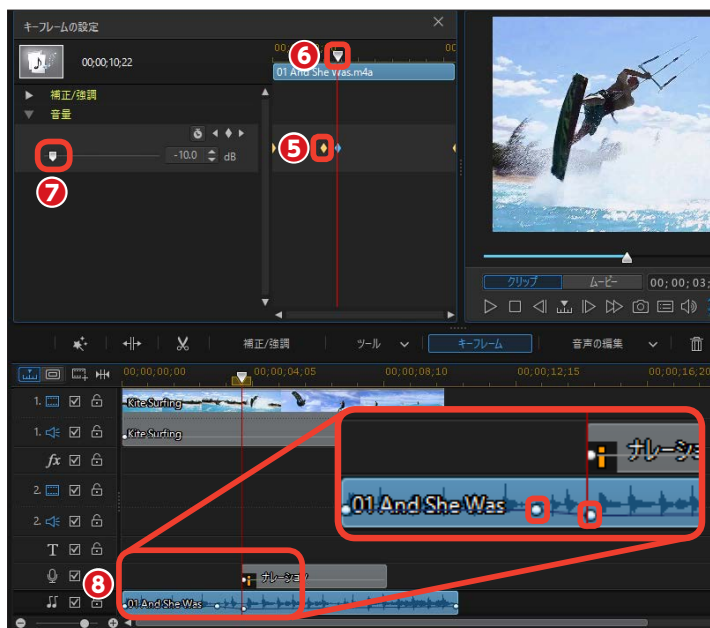 キーフレームの設定
00;00;10;22
01 And She Was.m4a
補正/強調
音量
-10.0 dB
⑤
⑥
⑦
クリップ ムービー 00; 00; 03;
補正/強調 ツール キーフレーム 音声の編集
00;00;00;00 00;00;04;05 00;00;08;10 00;00;12;15 00;00;16;20
1. Kite Surfing
1. Kite Surfing
fx
2.
2.
T
ナレーション
01 And She Was
⑧
ナレーショ
01 And She Was